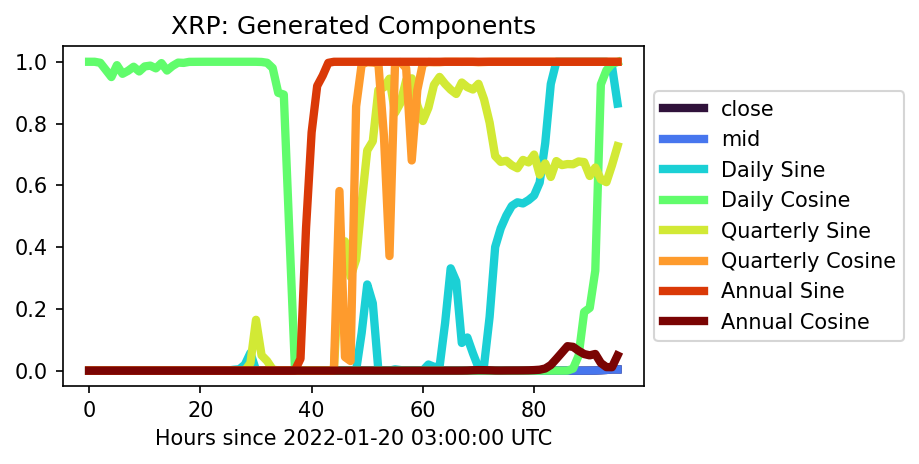 XRP: Generated Components
1.0
0.8
0.6
0.4
0.2
0.0
0 20 40 60 80
Hours since 2022-01-20 03:00:00 UTC
close
mid
Daily Sine
Daily Cosine
Quarterly Sine
Quarterly Cosine
Annual Sine
Annual Cosine